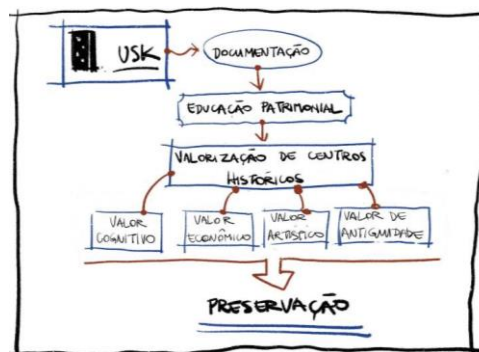 USK
DOCUMENTAÇÃO
EDUCAÇÃO PATRIMONIAL
VALORIZAÇÃO DE CENTROS
HISTÓRICOS
VALOR
COGNITIVO
VALOR
ECONÔMICO
VALOR
ARTÍSTICO
VALOR DE
ANTIGUIDADE
PRESERVAÇÃO